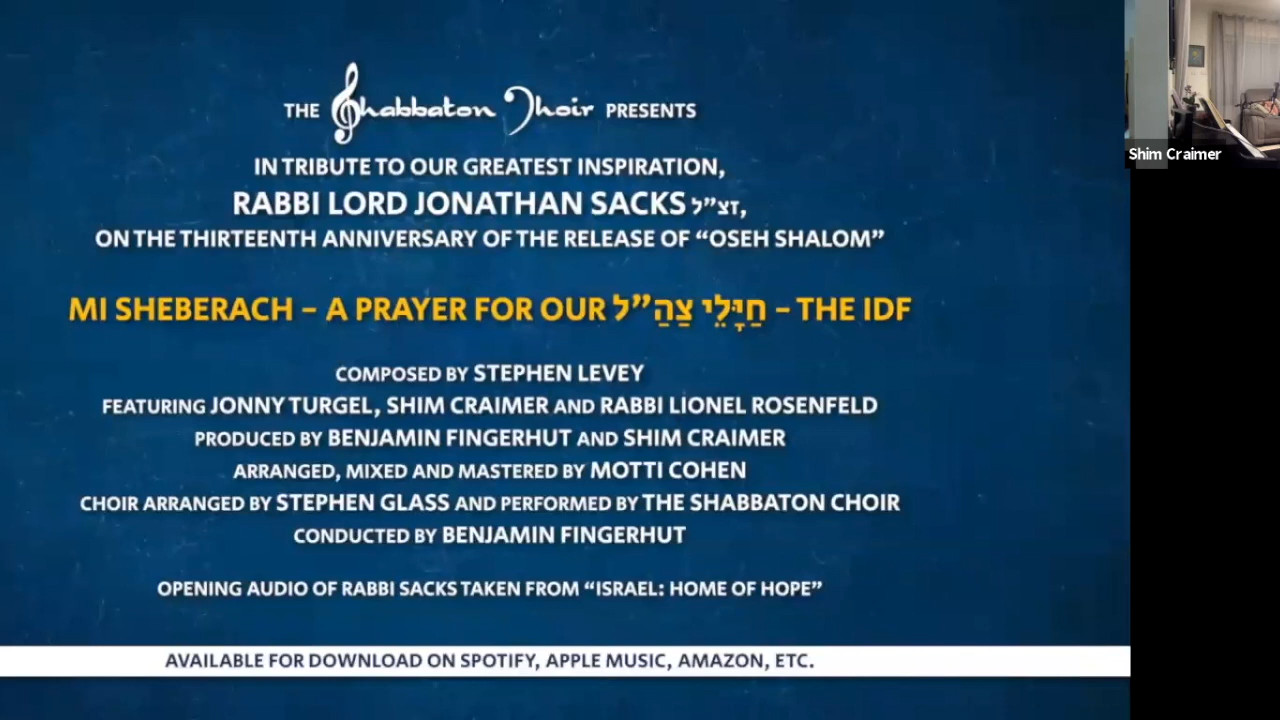 THE Shabbaton Choir PRESENTS
IN TRIBUTE TO OUR GREATEST INSPIRATION,
RABBI LORD JONATHAN SACKS זצ”ל,
ON THE THIRTEENTH ANNIVERSARY OF THE RELEASE OF “OSEH SHALOM”
MI SHEBERACH – A PRAYER FOR OUR חַיָּלֵי צַהַ”ל – THE IDF
COMPOSED BY STEPHEN LEVEY
FEATURING JONNY TURGEL, SHIM CRAIMER AND RABBI LIONEL ROSENFELD
PRODUCED BY BENJAMIN FINGERHUT AND SHIM CRAIMER
ARRANGED, MIXED AND MASTERED BY MOTTI COHEN
CHOIR ARRANGED BY STEPHEN GLASS AND PERFORMED BY THE SHABBATON CHOIR
CONDUCTED BY BENJAMIN FINGERHUT
OPENING AUDIO OF RABBI SACKS TAKEN FROM “ISRAEL: HOME OF HOPE”
AVAILABLE FOR DOWNLOAD ON SPOTIFY, APPLE MUSIC, AMAZON, ETC.
Shim Craimer